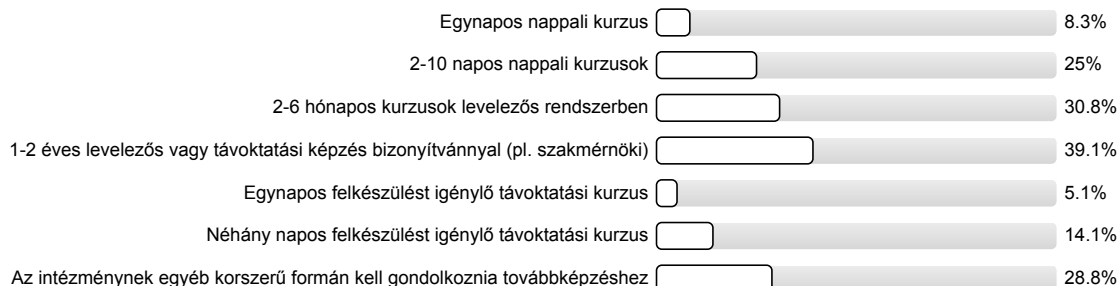 Egynapos nappali kurzus 8.3%
2-10 napos nappali kurzusok 25%
2-6 hónapos kurzusok levelezős rendszerben 30.8%
1-2 éves levelezős vagy távoktatási képzés bizonyítvánnyal (pl. szakmérnöki) 39.1%
Egynapos felkészülést igénylő távoktatási kurzus 5.1%
Néhány napos felkészülést igénylő távoktatási kurzus 14.1%
Az intézménynek egyéb korszerű formán kell gondolkoznia továbbképzéshez 28.8%